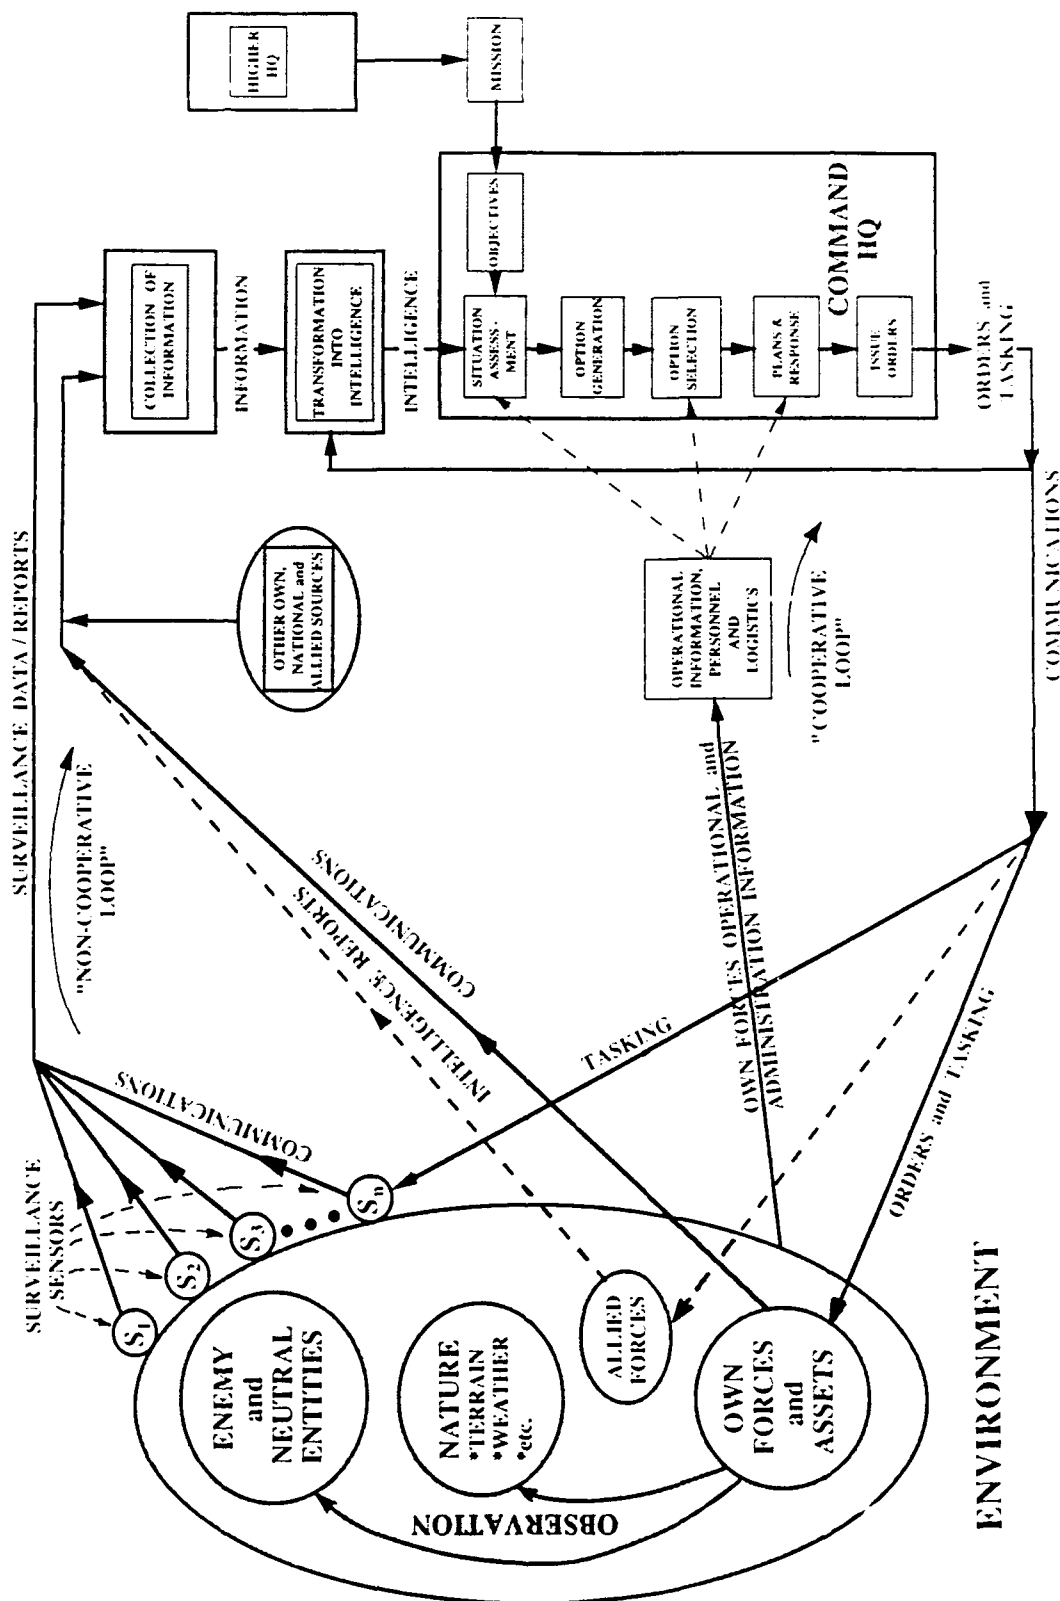 SURVEILLANCE DATA/REPORTS
"NON-COOPERATIVE
LOOP"
SURVEILLANCE
SENSORS
S1
S2
S3
Sn
COMMUNICATIONS
ENEMY
and
NEUTRAL
ENTITIES
NATURE
*TERRAIN
*WEATHER
*etc.
ALLIED
FORCES
OWN
FORCES
and
ASSETS
OBSERVATION
ENVIRONMENT
INTELLIGENCE REPORTS
COMMUNICATIONS
TASKING
OWN FORCES OPERATIONAL and
ADMINISTRATION INFORMATION
ORDERS and TASKING
OTHER OWN,
NATIONAL and
ALLIED SOURCES
OPERATIONAL
INFORMATION,
PERSONNEL
AND
LOGISTICS
"COOPERATIVE
LOOP"
COLLECTION OF
INFORMATION
INFORMATION
TRANSFORMATION
INTO
INTELLIGENCE
INTELLIGENCE
HIGHER
HQ
MISSION
OBJECTIVES
SITUATION
ASSESS-
MENT
OPTION
GENERATION
OPTION
SELECTION
PLANS &
RESPONSE
ISSUE
ORDERS
COMMAND
HQ
ORDERS and
TASKING
COMMUNICATIONS